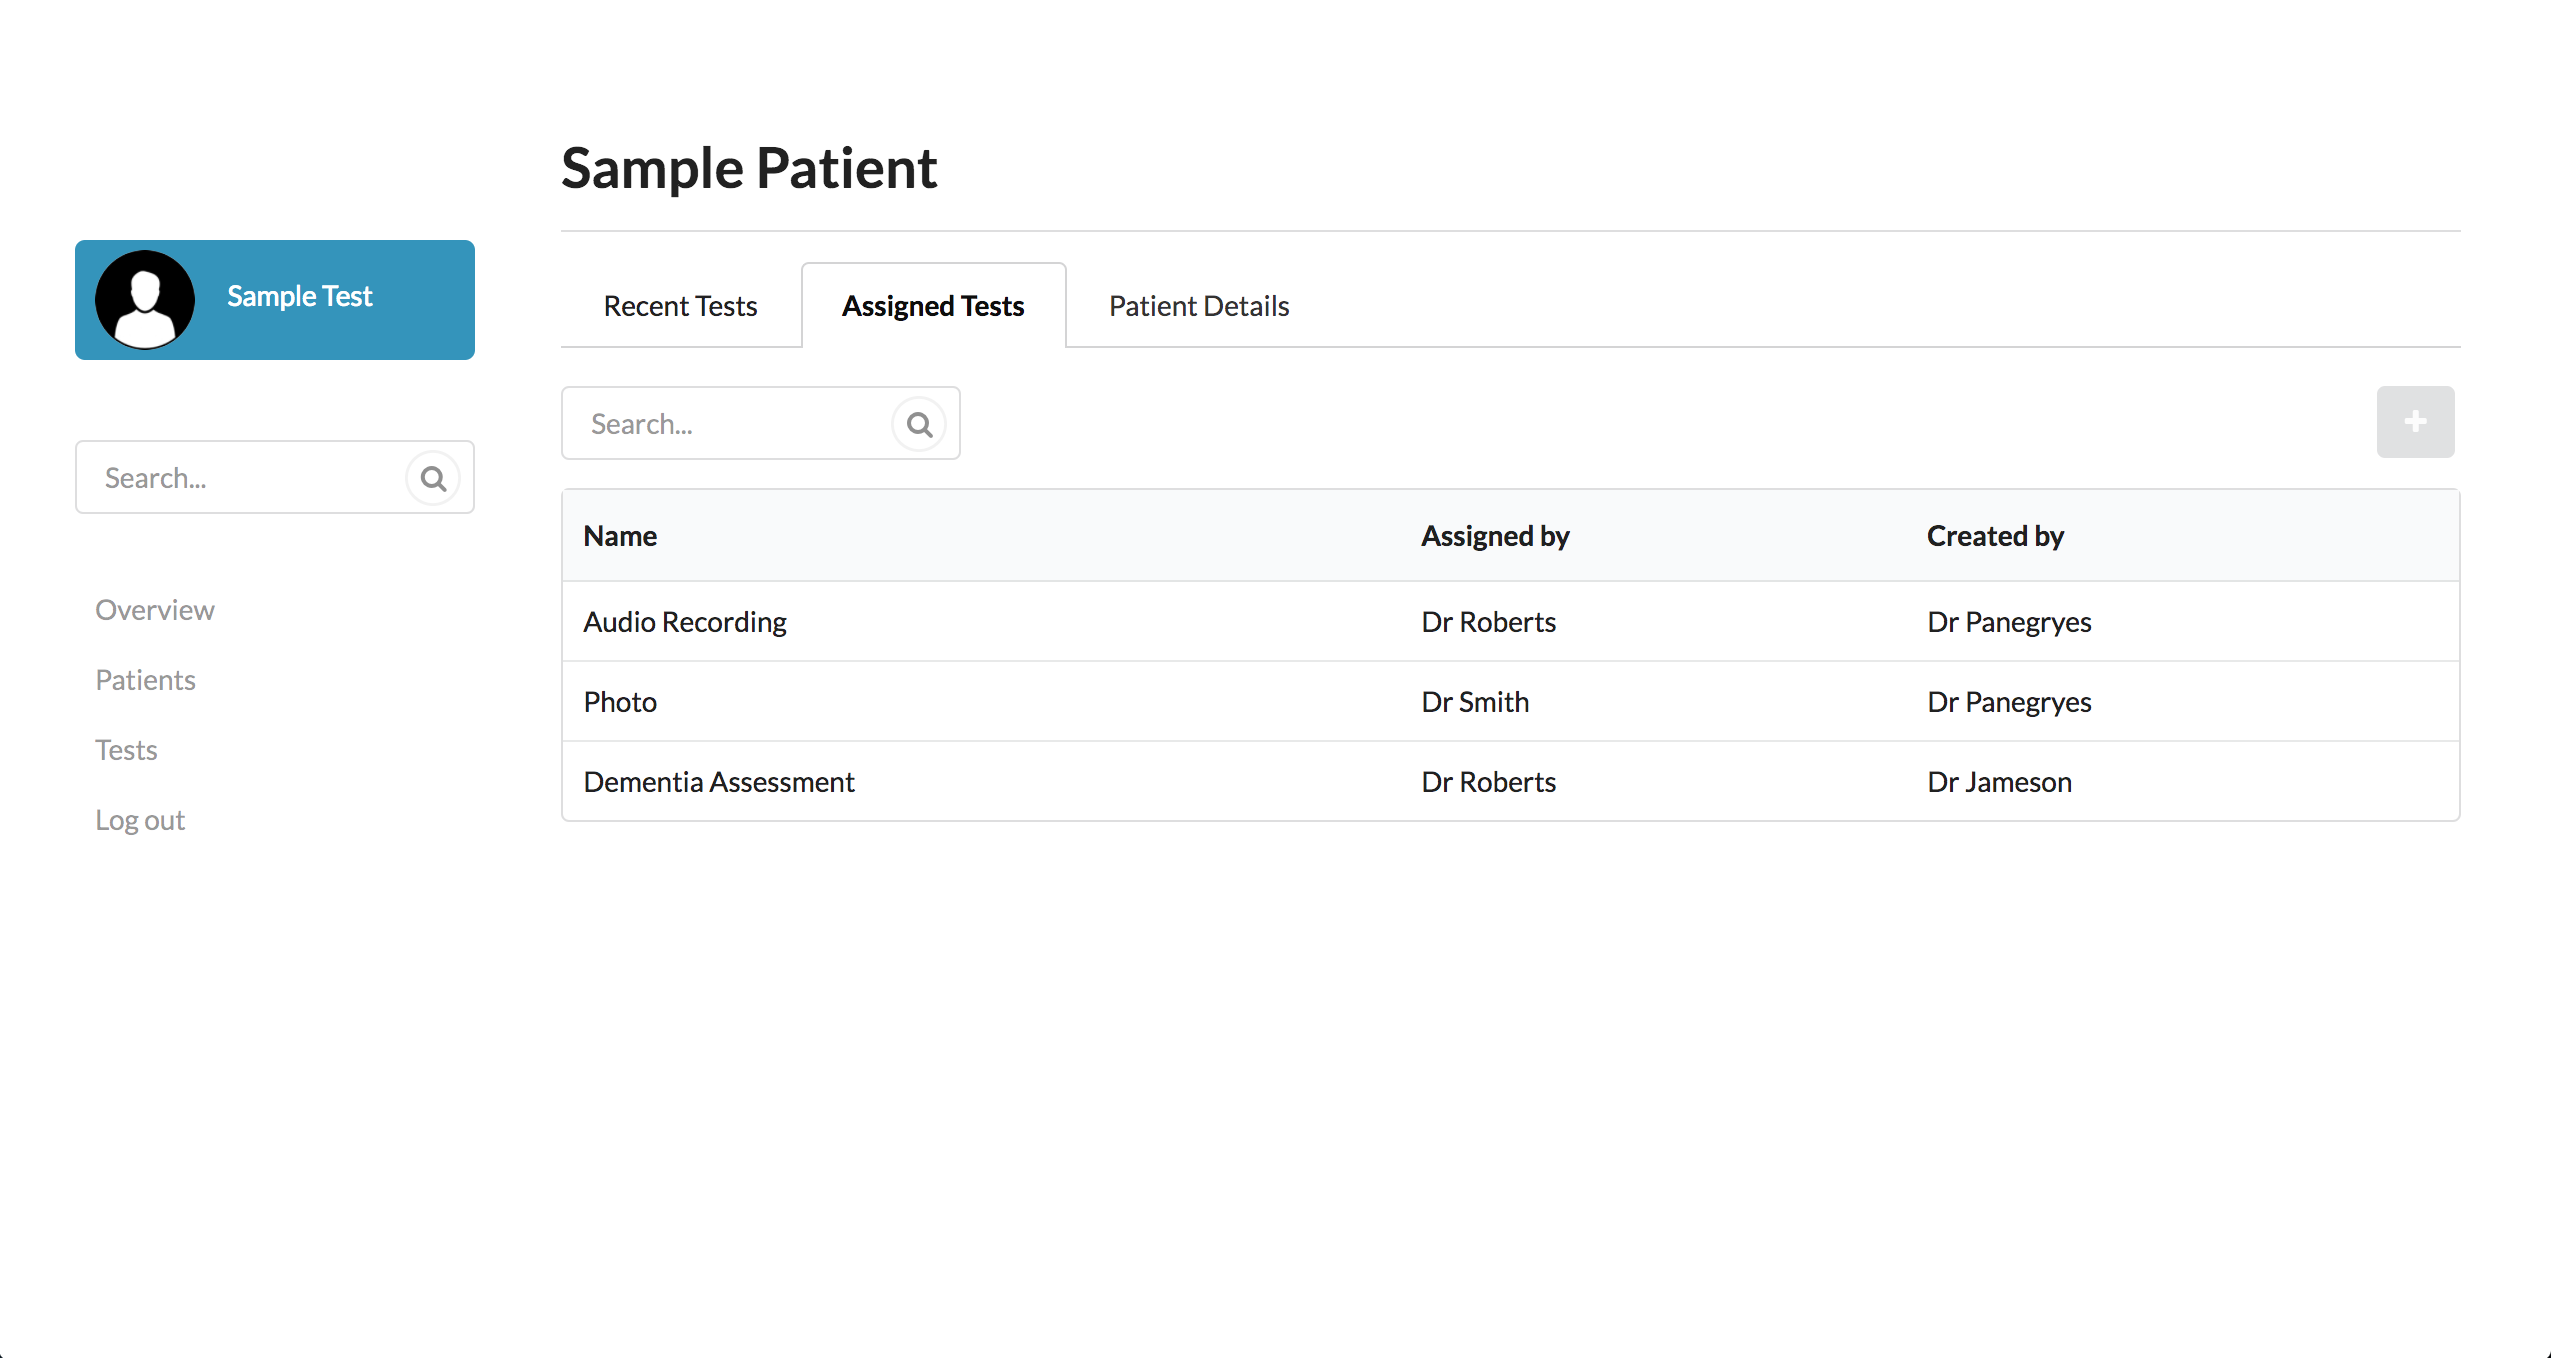 Sample Patient
Sample Test
Search...
Overview
Patients
Tests
Log out
Recent Tests
Assigned Tests
Patient Details
Search...
Name Assigned by Created by
Audio Recording Dr Roberts Dr Panegryes
Photo Dr Smith Dr Panegryes
Dementia Assessment Dr Roberts Dr Jameson